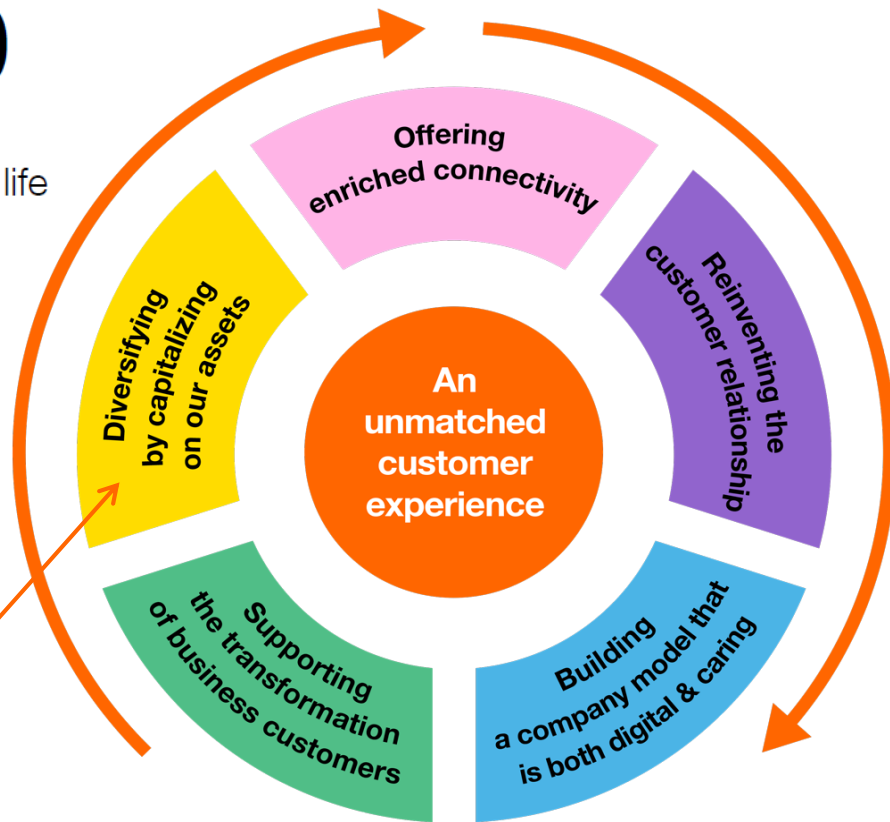 life
Offering
enriched connectivity
Reinventing the
customer relationship
Building
a company model that
is both digital & caring
Supporting
the transformation
of business customers
Diversifying
by capitalizing
on our assets
An
unmatched
customer
experience